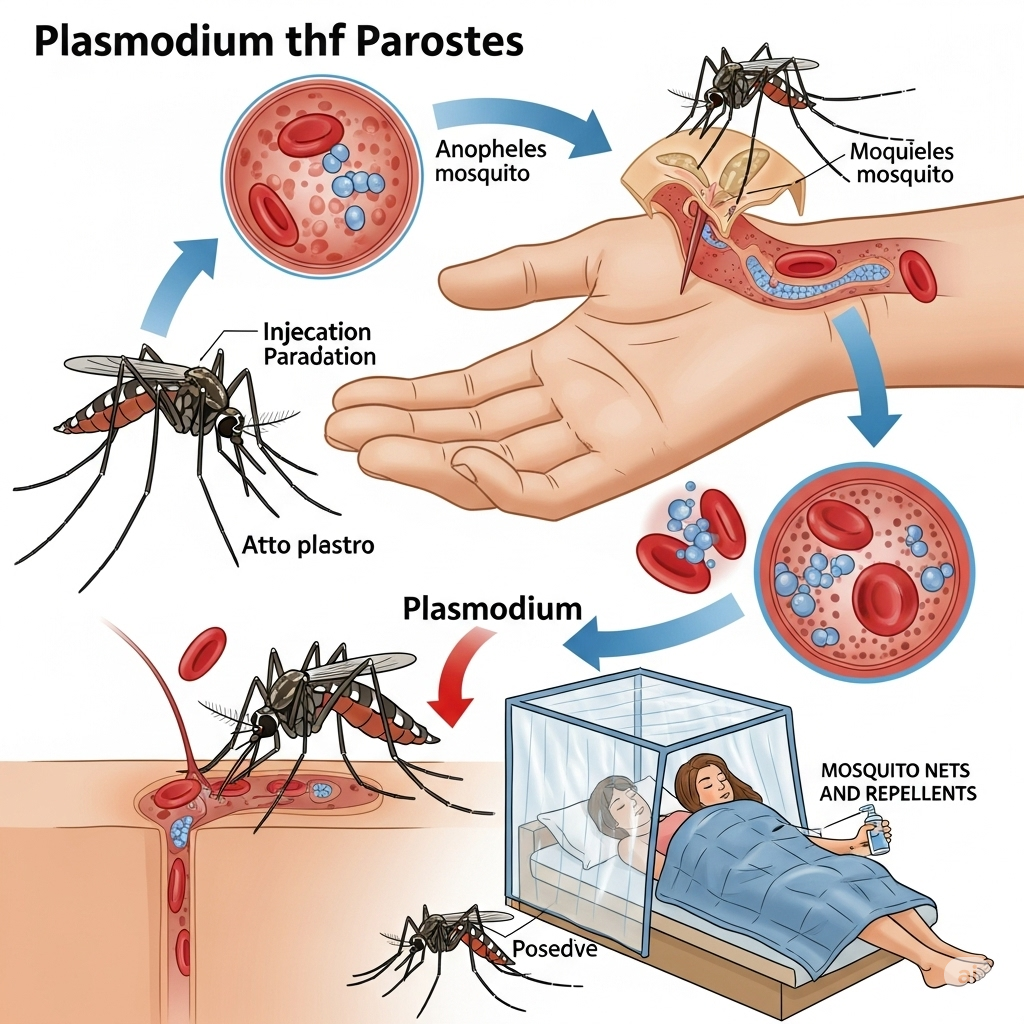 Plasmodium thf Parostes
Anopheles
mosquito
Moquieles
mosquito
Injecation
Paradation
Atto plastro
Plasmodium
MOSQUITO NETS
AND REPELLENTS
Posedve